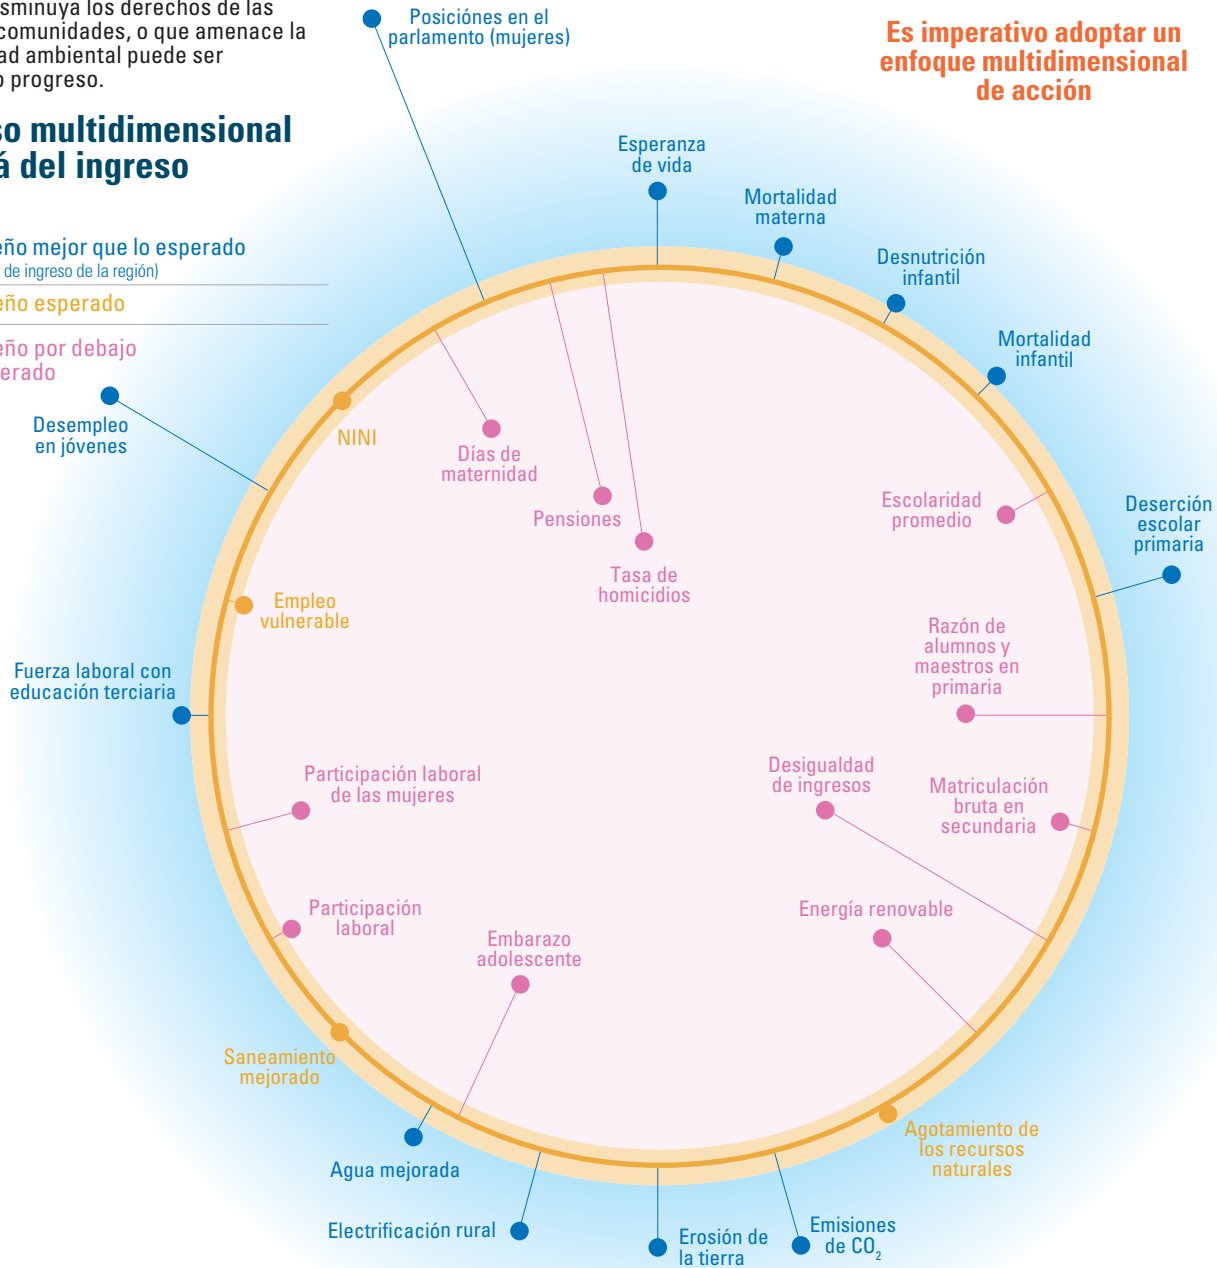 sminuya los derechos de las
comunidades, o que amenace la
ad ambiental puede ser
o progreso.
so multidimensional
á del ingreso
eño mejor que lo esperado
de ingreso de la región)
eño esperado
eño por debajo
erado
Es imperativo adoptar un
enfoque multidimensional
de acción
Posiciónes en el
parlamento (mujeres)
Esperanza
de vida
Mortalidad
materna
Desnutrición
infantil
Mortalidad
infantil
Desempleo
en jóvenes
NINI
Días de
maternidad
Pensiones
Tasa de
homicidios
Escolaridad
promedio
Deserción
escolar
primaria
Empleo
vulnerable
Razón de
alumnos y
maestros en
primaria
Fuerza laboral con
educación terciaria
Participación laboral
de las mujeres
Desigualdad
de ingresos
Matriculación
bruta en
secundaria
Participación
laboral
Embarazo
adolescente
Energía renovable
Saneamiento
mejorado
Agotamiento de
los recursos
naturales
Agua mejorada
Electrificación rural
Erosión de
la tierra
Emisiones
de CO₂